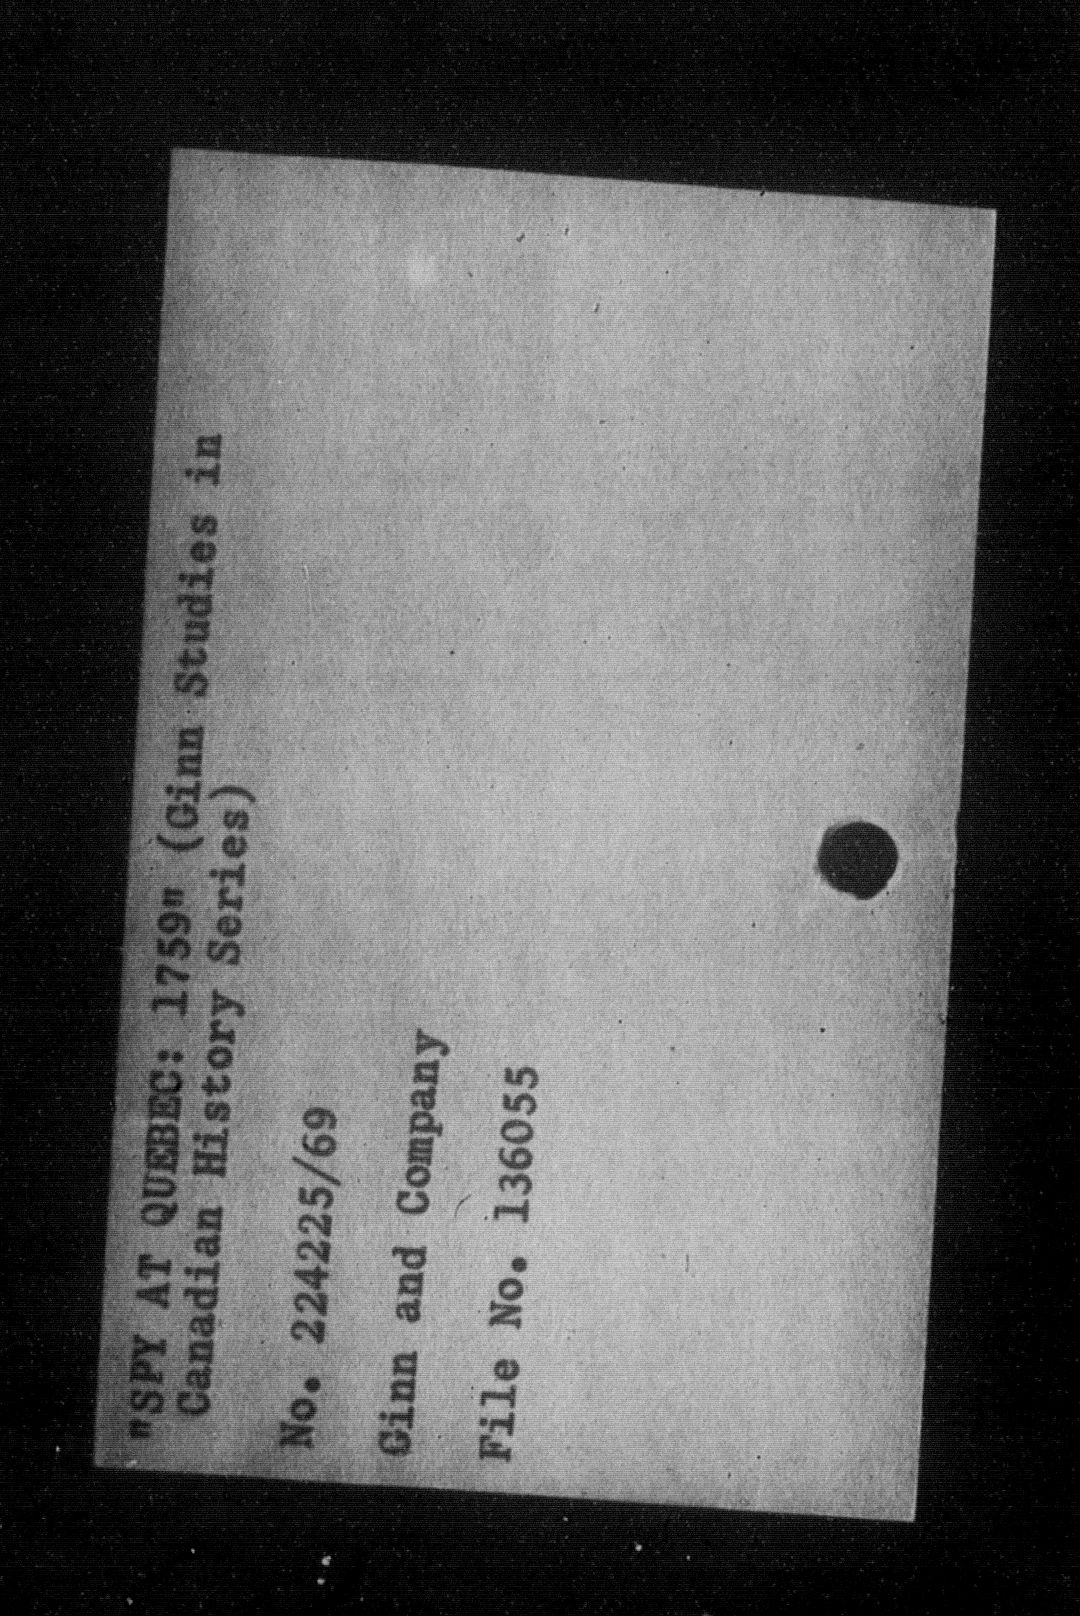 "SPY AT QUEBEC: 1759" (Ginn Studies in
Canadian History Series)
No. 224225/69
Ginn and Company
File No. 136055